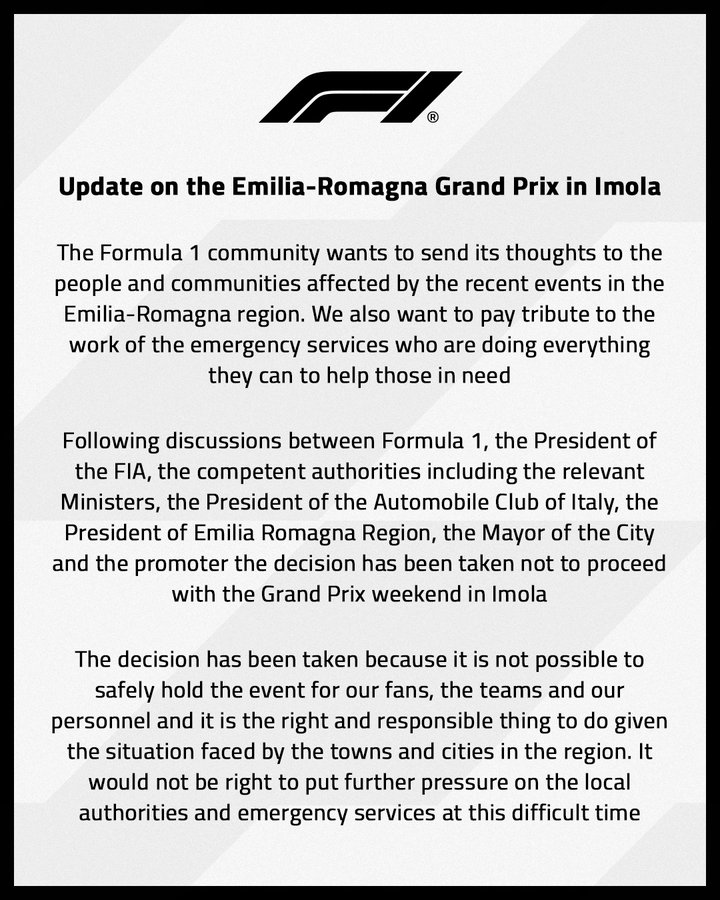 F1®
Update on the Emilia-Romagna Grand Prix in Imola
The Formula 1 community wants to send its thoughts to the
people and communities affected by the recent events in the
Emilia-Romagna region. We also want to pay tribute to the
work of the emergency services who are doing everything
they can to help those in need
Following discussions between Formula 1, the President of
the FIA, the competent authorities including the relevant
Ministers, the President of the Automobile Club of Italy, the
President of Emilia Romagna Region, the Mayor of the City
and the promoter the decision has been taken not to proceed
with the Grand Prix weekend in Imola
The decision has been taken because it is not possible to
safely hold the event for our fans, the teams and our
personnel and it is the right and responsible thing to do given
the situation faced by the towns and cities in the region. It
would not be right to put further pressure on the local
authorities and emergency services at this difficult time